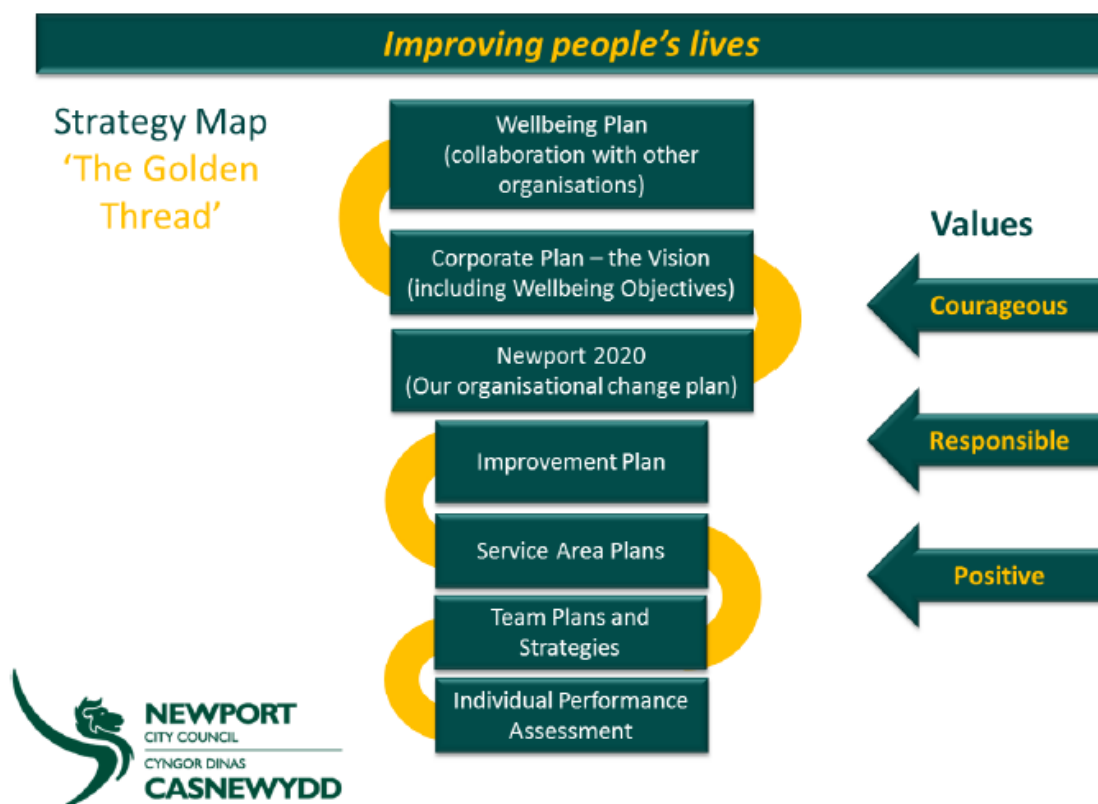 Improving people's lives
Strategy Map
'The Golden
Thread'
Wellbeing Plan
(collaboration with other
organisations)
Corporate Plan – the Vision
(including Wellbeing Objectives)
Newport 2020
(Our organisational change plan)
Improvement Plan
Service Area Plans
Team Plans and
Strategies
Individual Performance
Assessment
Values
Courageous
Responsible
Positive
NEWPORT
CITY COUNCIL
CYNGOR DINAS
CASNEWYDD